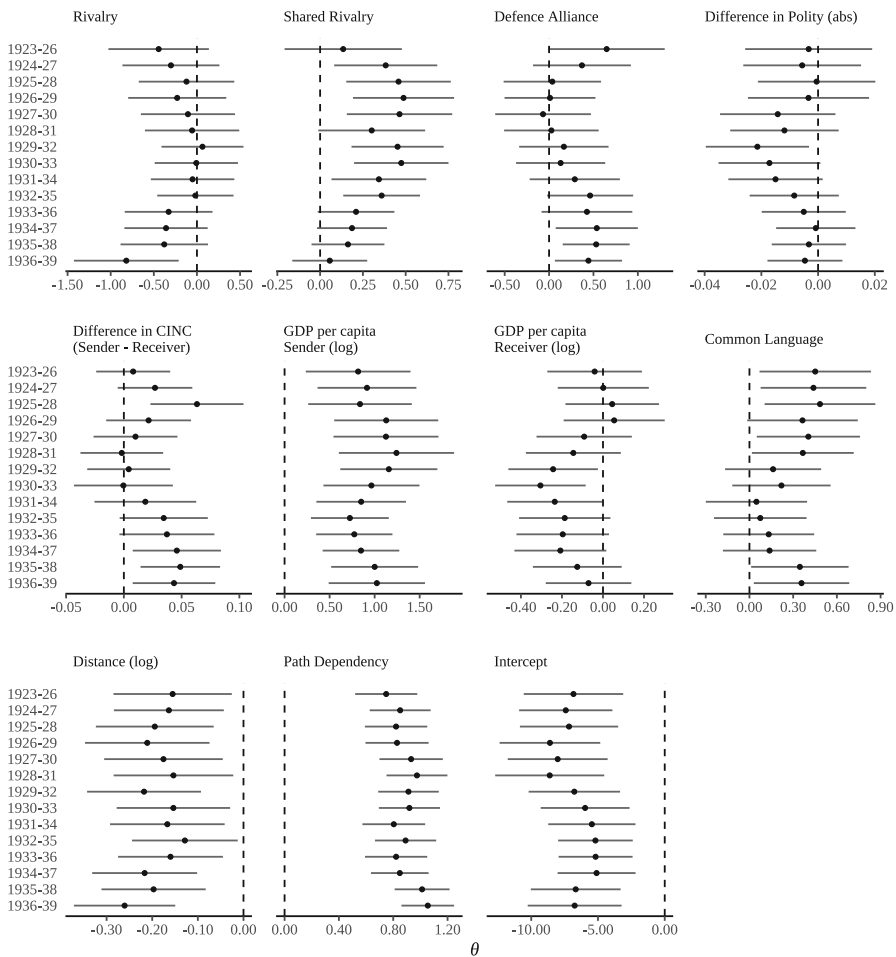 Rivalry
Shared Rivalry
Defence Alliance
Difference in Polity (abs)
1923-26
1924-27
1925-28
1926-29
1927-30
1928-31
1929-32
1930-33
1931-34
1932-35
1933-36
1934-37
1935-38
1936-39
-1.50 -1.00 -0.50 0.00 0.50
0.00 0.25 0.50 0.75
-0.50 0.00 0.50 1.00
-0.04 -0.02 0.00 0.02
Difference in CINC
(Sender - Receiver)
GDP per capita
Sender (log)
GDP per capita
Receiver (log)
Common Language
1923-26
1924-27
1925-28
1926-29
1927-30
1928-31
1929-32
1930-33
1931-34
1932-35
1933-36
1934-37
1935-38
1936-39
-0.05 0.00 0.05 0.10
0.00 0.50 1.00 1.50
-0.40 -0.20 0.00 0.20
-0.30 0.00 0.30 0.60 0.90
Distance (log)
Path Dependency
Intercept
1923-26
1924-27
1925-28
1926-29
1927-30
1928-31
1929-32
1930-33
1931-34
1932-35
1933-36
1934-37
1935-38
1936-39
-0.30 -0.20 -0.10 0.00
0.00 0.40 0.80 1.20
-10.00 -5.00 0.00
θ